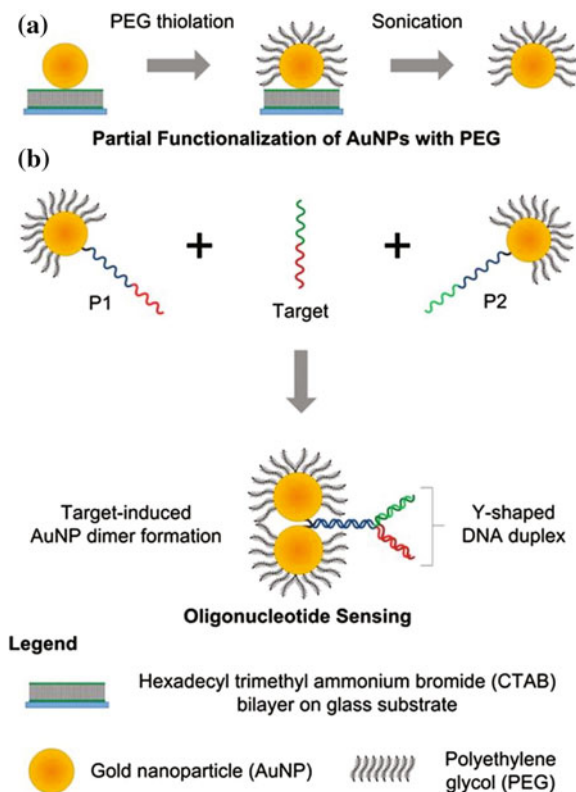 (a)
PEG thiolation
Sonication
Partial Functionalization of AuNPs with PEG
(b)
P1
Target
P2
Target-induced
AuNP dimer formation
Y-shaped
DNA duplex
Oligonucleotide Sensing
Legend
Hexadecyl trimethyl ammonium bromide (CTAB)
bilayer on glass substrate
Gold nanoparticle (AuNP)
Polyethylene
glycol (PEG)